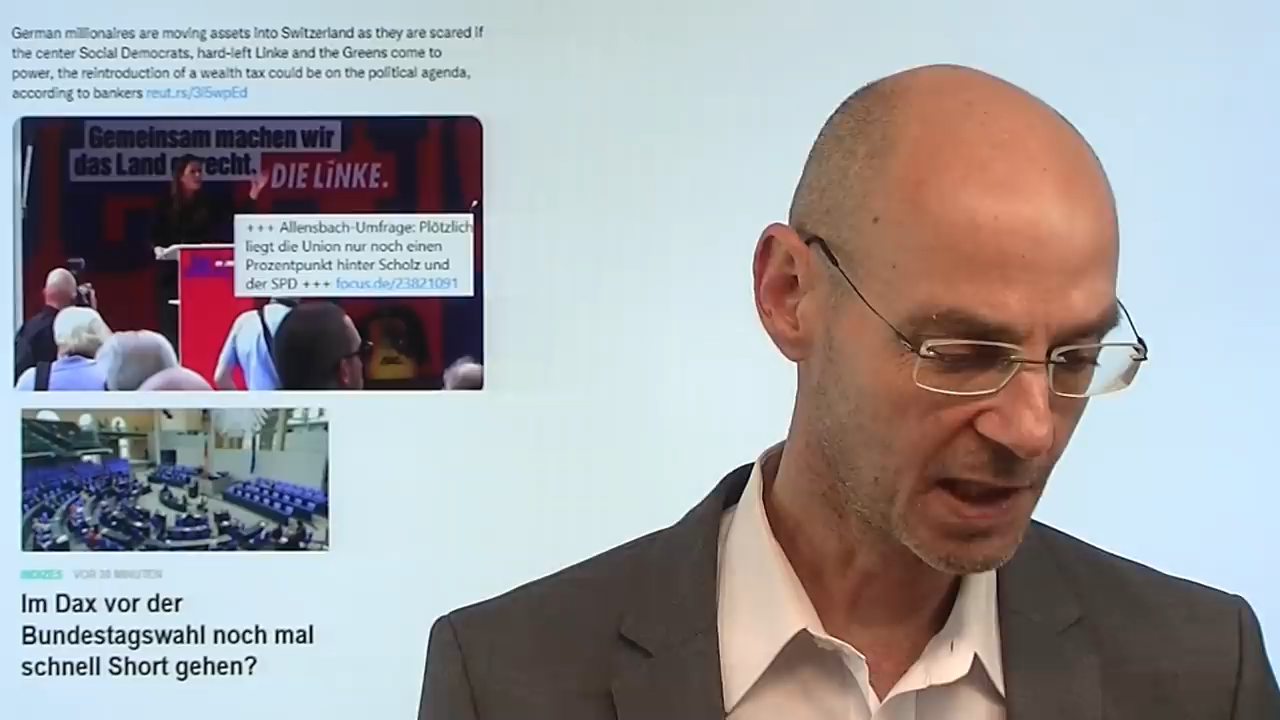 German millionaires are moving assets into Switzerland as they are scared if
the center Social Democrats, hard-left Linke and the Greens come to
power, the reintroduction of a wealth tax could be on the political agenda,
according to bankers reut.rs/3i5wpEd
Gemeinsam machen wir
das Land gerecht.
DIE LiNKE.
+++ Allensbach-Umfrage: Plötzlich
liegt die Union nur noch einen
Prozentpunkt hinter Scholz und
der SPD +++ focus.de/23821091
VOR 30 MINUTEN
Im Dax vor der
Bundestagswahl noch mal
schnell Short gehen?